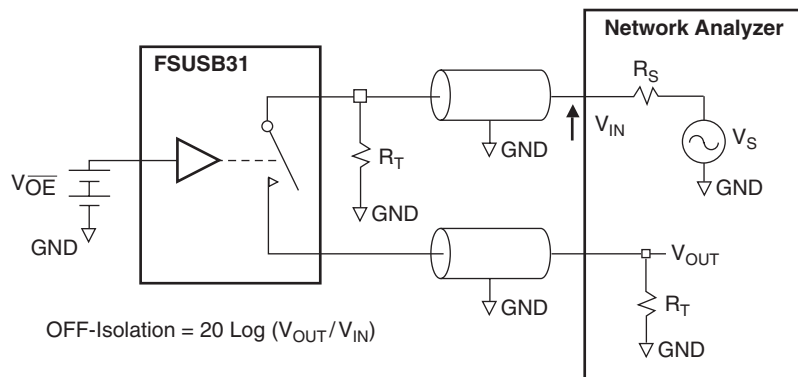 Network Analyzer
FSUSB31
R_S
V_IN
V_S
GND
GND
R_T
V_OE̅
GND
GND
V_OUT
GND
R_T
GND
OFF-Isolation = 20 Log (V_OUT/V_IN)